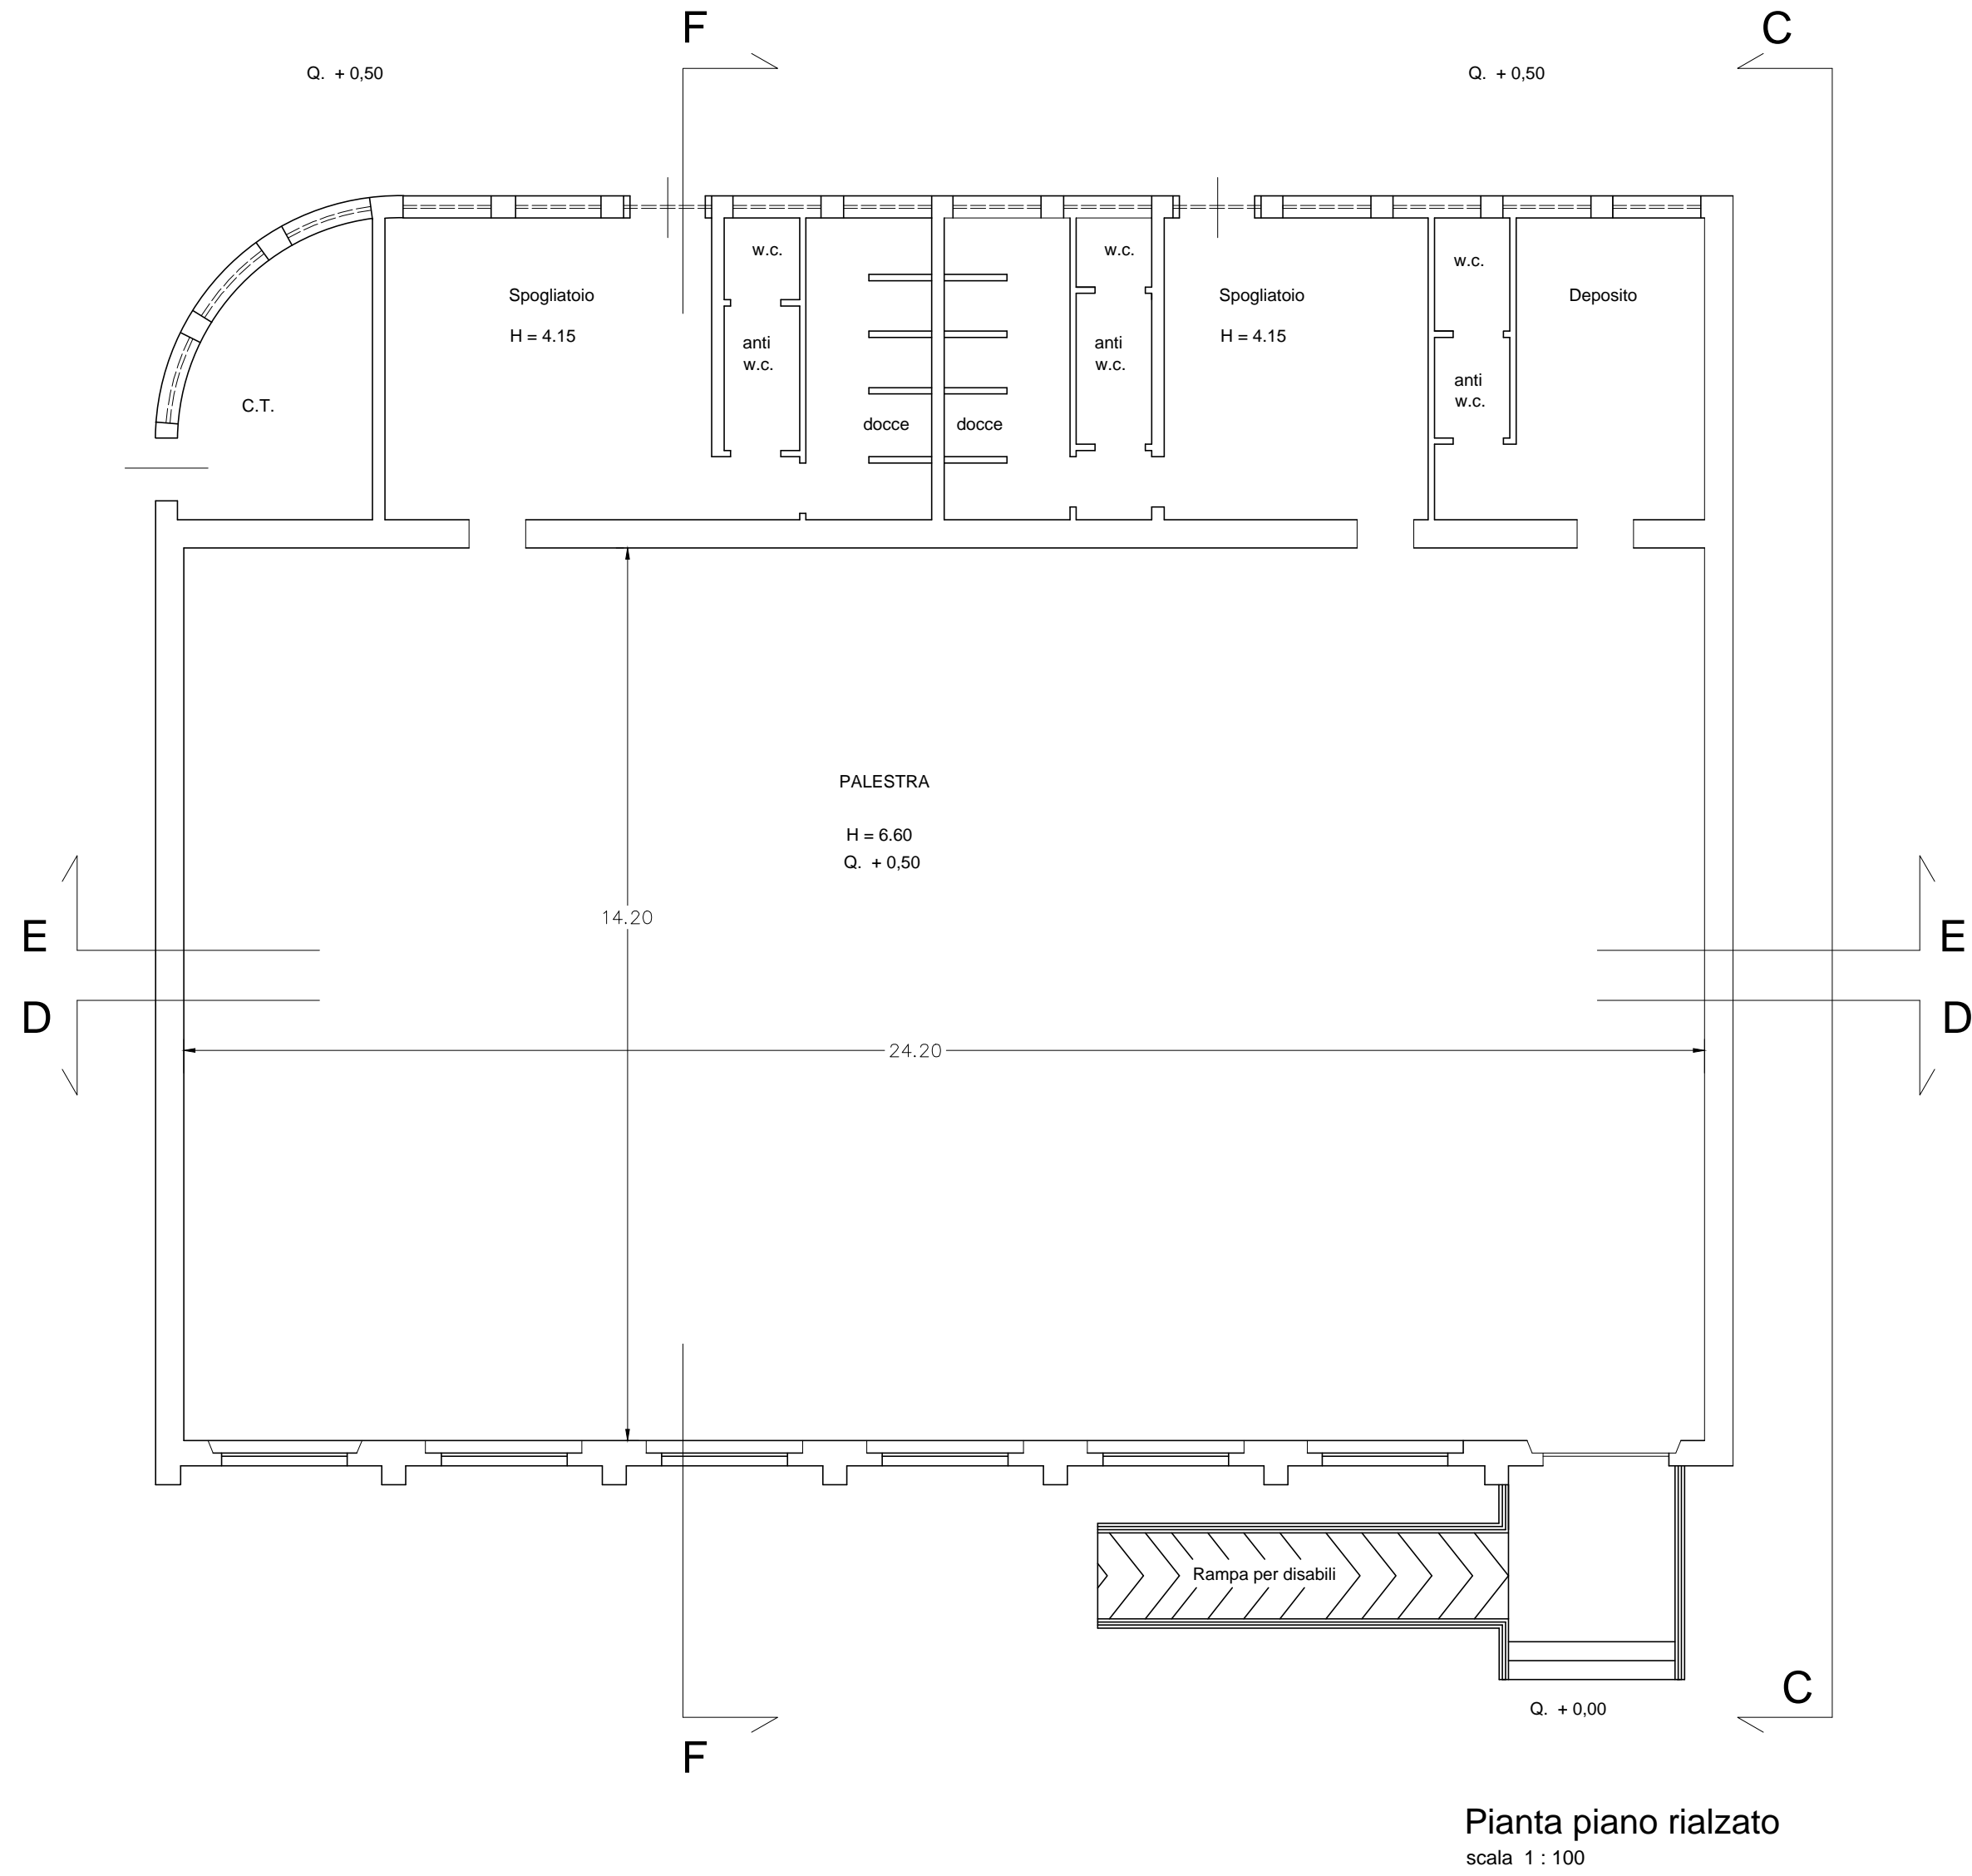 F
C
Q. + 0,50
Q. + 0,50
w.c.
w.c.
w.c.
Spogliatoio
H = 4.15
Spogliatoio
H = 4.15
Deposito
anti
w.c.
anti
w.c.
anti
w.c.
C.T.
docce
docce
PALESTRA
H = 6.60
Q. + 0,50
14.20
E
E
D
D
24.20
Rampa per disabili
C
Q. + 0,00
F
Pianta piano rialzato
scala 1 : 100